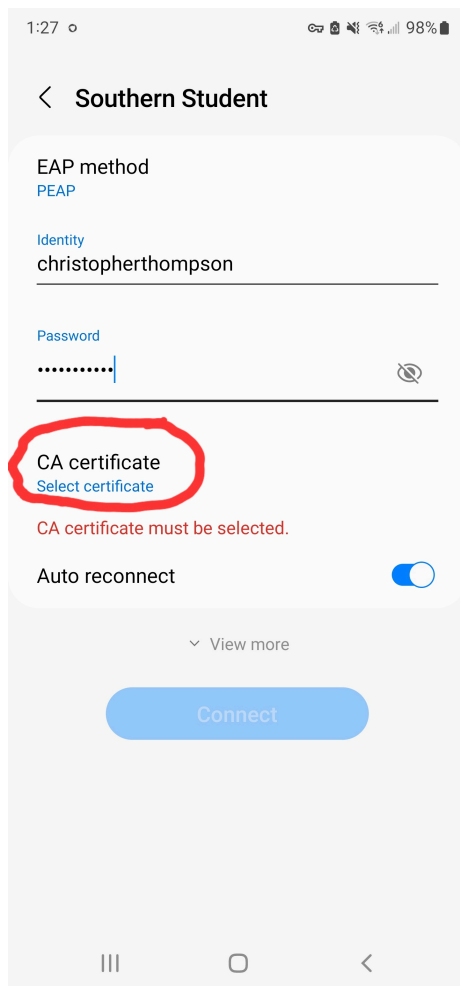 1:27
98%
Southern Student
EAP method
PEAP
Identity
christopherthompson
Password
•••••••••••
CA certificate
Select certificate
CA certificate must be selected.
Auto reconnect
View more
Connect